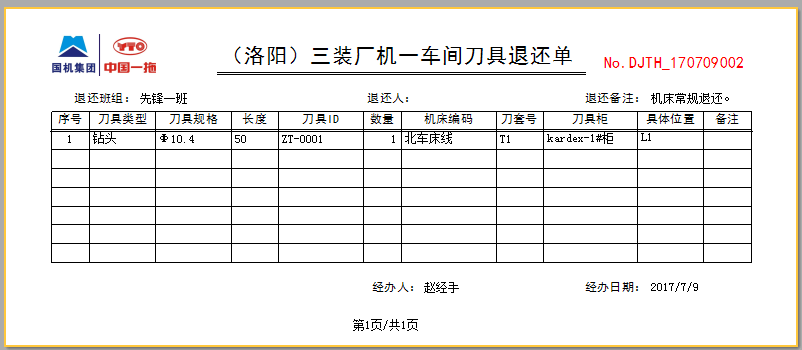 国机集团 YTO 中国一拖 （洛阳）三装厂机一车间刀具退还单 No.DJTH_170709002
退还班组： 先锋一班 退还人： 退还备注： 机床常规退还。
序号 刀具类型 刀具规格 长度 刀具ID 数量 机床编码 刀套号 刀具柜 具体位置 备注
1 钻头 Φ10.4 50 ZT-0001 1 北车床线 T1 kardex-1#柜 L1
经办人： 赵经手 经办日期： 2017/7/9
第1页/共1页